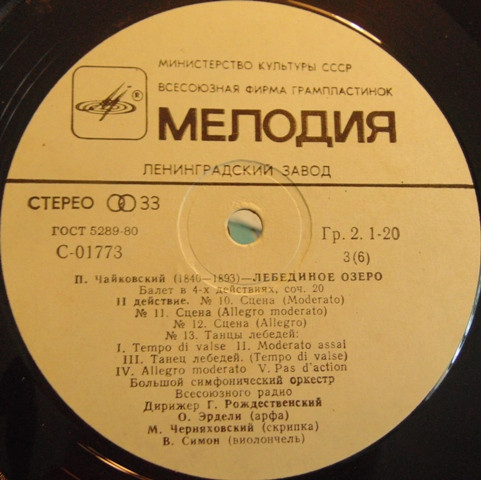 МИНИСТЕРСТВО КУЛЬТУРЫ СССР
ВСЕСОЮЗНАЯ ФИРМА ГРАМПЛАСТИНОК
МЕЛОДИЯ
ЛЕНИНГРАДСКИЙ ЗАВОД
СТЕРЕО 33
ГОСТ 5289-80
С-01773
Гр. 2. 1-20
3 (6)
П. Чайковский (1840—1893)—ЛЕБЕДИНОЕ ОЗЕРО
Балет в 4-х действиях, соч. 20
II действие. № 10. Сцена (Moderato)
№ 11. Сцена (Allegro moderato)
№ 12. Сцена (Allegro)
№ 13. Танцы лебедей:
I. Tempo di valse II. Moderato assai
III. Танец лебедей. (Tempo di valse)
IV. Allegro moderato V. Pas d'action
Большой симфонический оркестр
Всесоюзного радио
Дирижер Г. Рождественский
О. Эрдели (арфа)
М. Черняховский (скрипка)
В. Симон (виолончель)